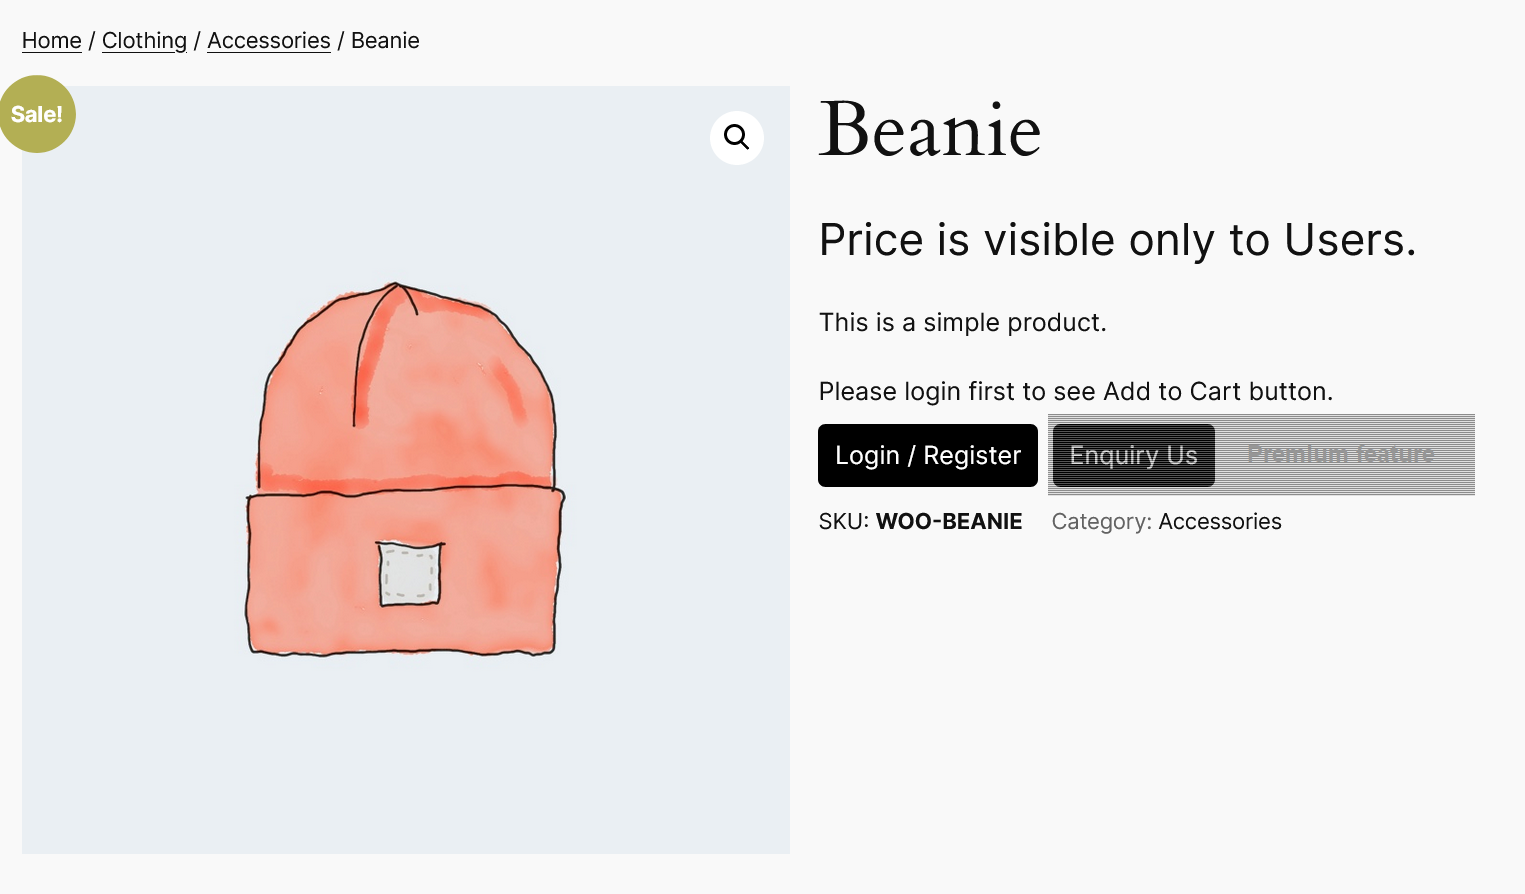 Home / Clothing / Accessories / Beanie
Sale!
Beanie
Price is visible only to Users.
This is a simple product.
Please login first to see Add to Cart button.
Login / Register Enquiry Us Premium feature
SKU: WOO-BEANIE Category: Accessories